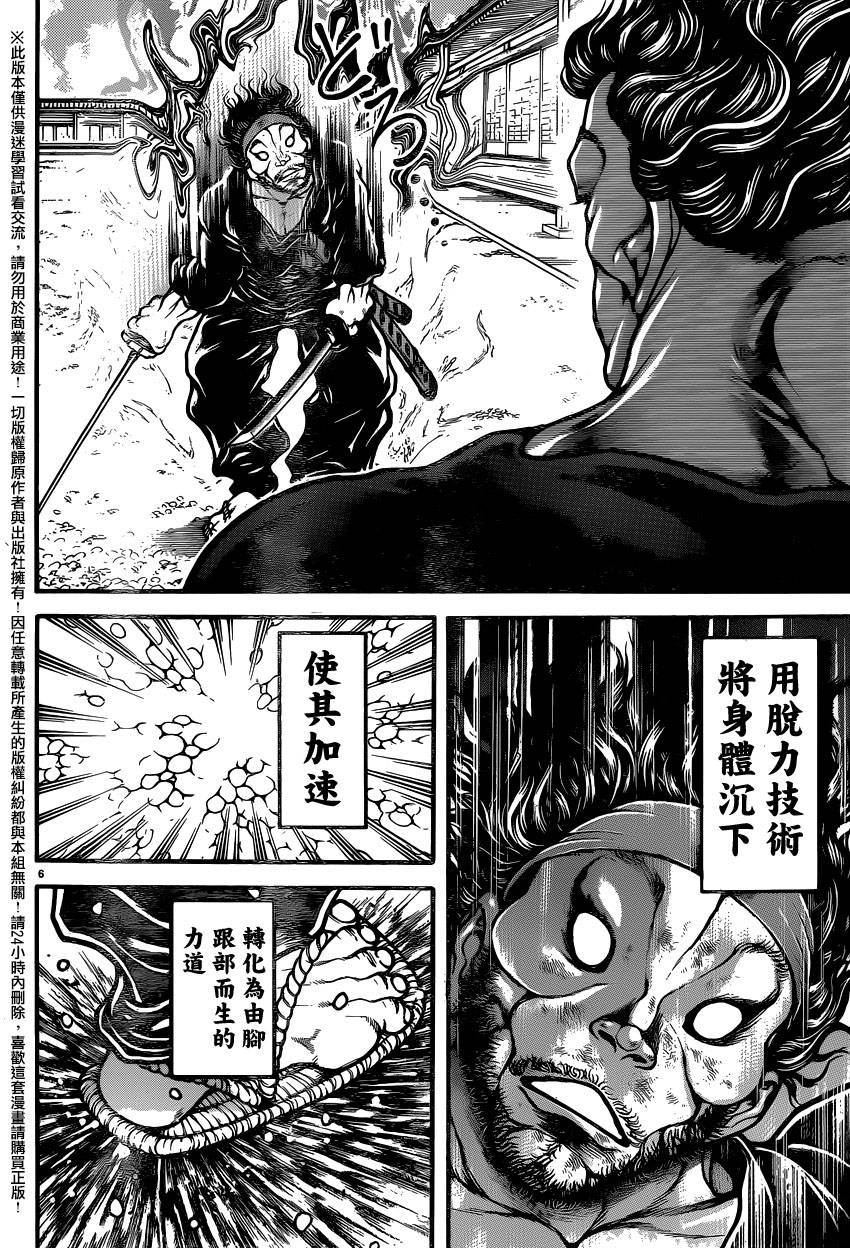 どっ
用脫力技術
將身體沉下
使其加速
轉化為由腳
跟部而生的
力道
6
※此版本僅供漫迷學習試看交流，請勿用於商業用途！一切版權歸原作者與出版社擁有！因任意轉載所產生的版權糾紛都與本組無關！請24小時內刪除，喜歡這套漫畫請購買正版！